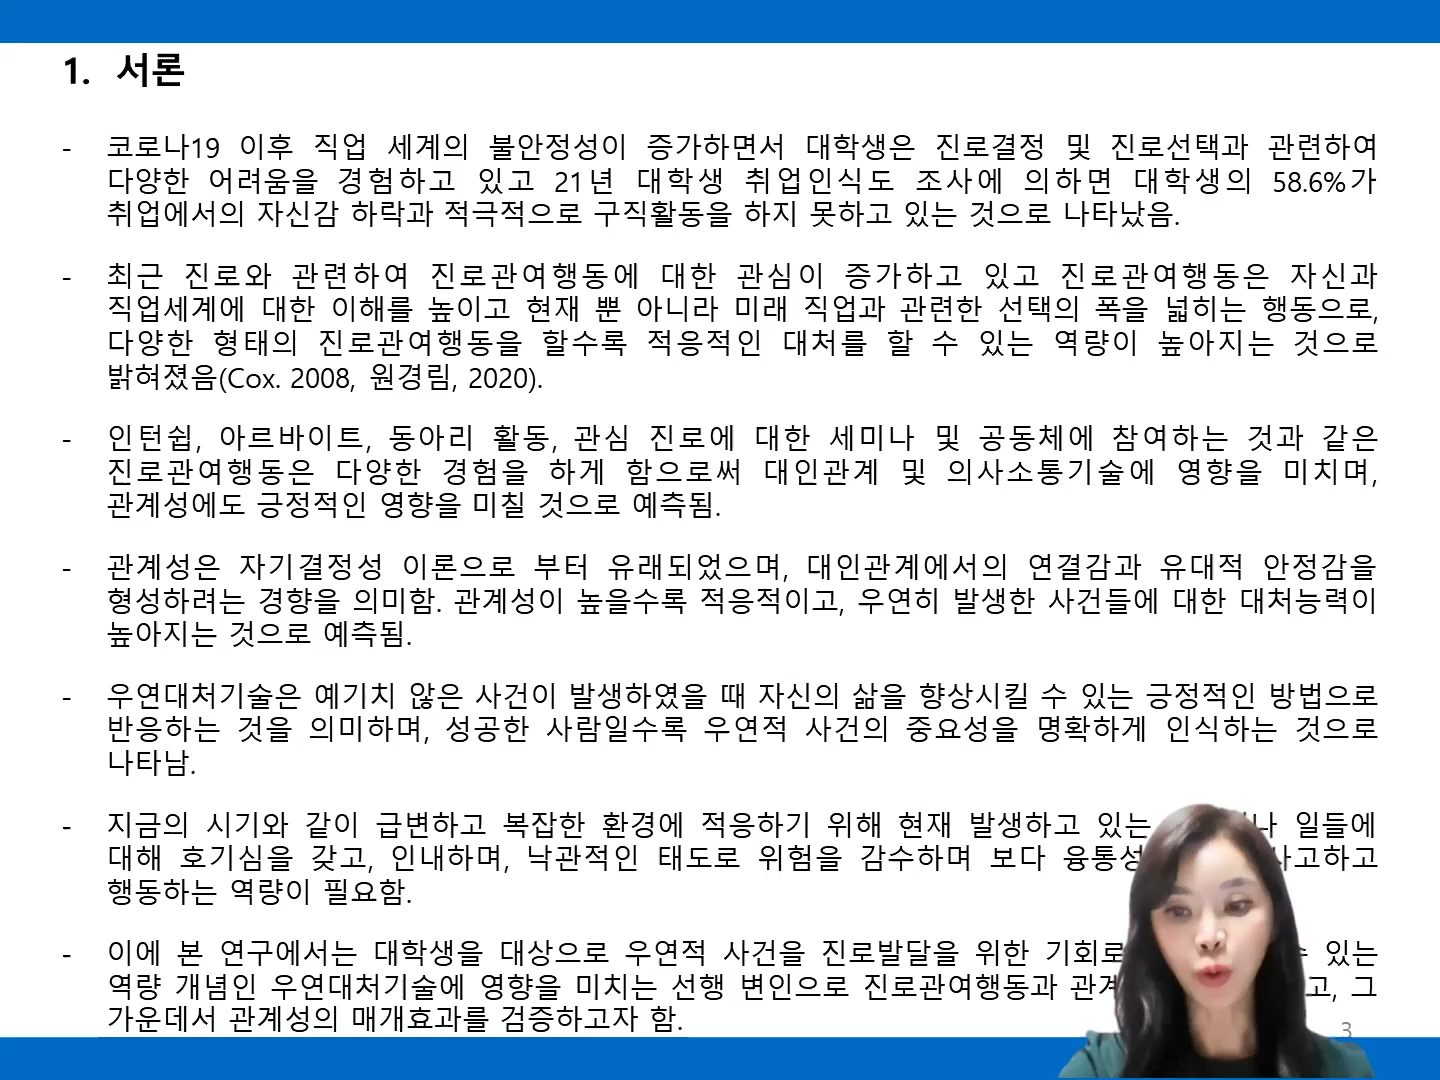 1. 서론
- 코로나19 이후 직업 세계의 불안정성이 증가하면서 대학생은 진로결정 및 진로선택과 관련하여
다양한 어려움을 경험하고 있고 21년 대학생 취업인식도 조사에 의하면 대학생의 58.6%가
취업에서의 자신감 하락과 적극적으로 구직활동을 하지 못하고 있는 것으로 나타났음.
- 최근 진로와 관련하여 진로관여행동에 대한 관심이 증가하고 있고 진로관여행동은 자신과
직업세계에 대한 이해를 높이고 현재 뿐 아니라 미래 직업과 관련한 선택의 폭을 넓히는 행동으로,
다양한 형태의 진로관여행동을 할수록 적응적인 대처를 할 수 있는 역량이 높아지는 것으로
밝혀졌음(Cox. 2008, 원경림, 2020).
- 인턴쉽, 아르바이트, 동아리 활동, 관심 진로에 대한 세미나 및 공동체에 참여하는 것과 같은
진로관여행동은 다양한 경험을 하게 함으로써 대인관계 및 의사소통기술에 영향을 미치며,
관계성에도 긍정적인 영향을 미칠 것으로 예측됨.
- 관계성은 자기결정성 이론으로 부터 유래되었으며, 대인관계에서의 연결감과 유대적 안정감을
형성하려는 경향을 의미함. 관계성이 높을수록 적응적이고, 우연히 발생한 사건들에 대한 대처능력이
높아지는 것으로 예측됨.
- 우연대처기술은 예기치 않은 사건이 발생하였을 때 자신의 삶을 향상시킬 수 있는 긍정적인 방법으로
반응하는 것을 의미하며, 성공한 사람일수록 우연적 사건의 중요성을 명확하게 인식하는 것으로
나타남.
- 지금의 시기와 같이 급변하고 복잡한 환경에 적응하기 위해 현재 발생하고 있는 일들에
대해 호기심을 갖고, 인내하며, 낙관적인 태도로 위험을 감수하며 보다 사고하고
행동하는 역량이 필요함.
- 이에 본 연구에서는 대학생을 대상으로 우연적 사건을 진로발달을 위한 기회로 있는
역량 개념인 우연대처기술에 영향을 미치는 선행 변인으로 진로관여행동과 그
가운데서 관계성의 매개효과를 검증하고자 함.
3